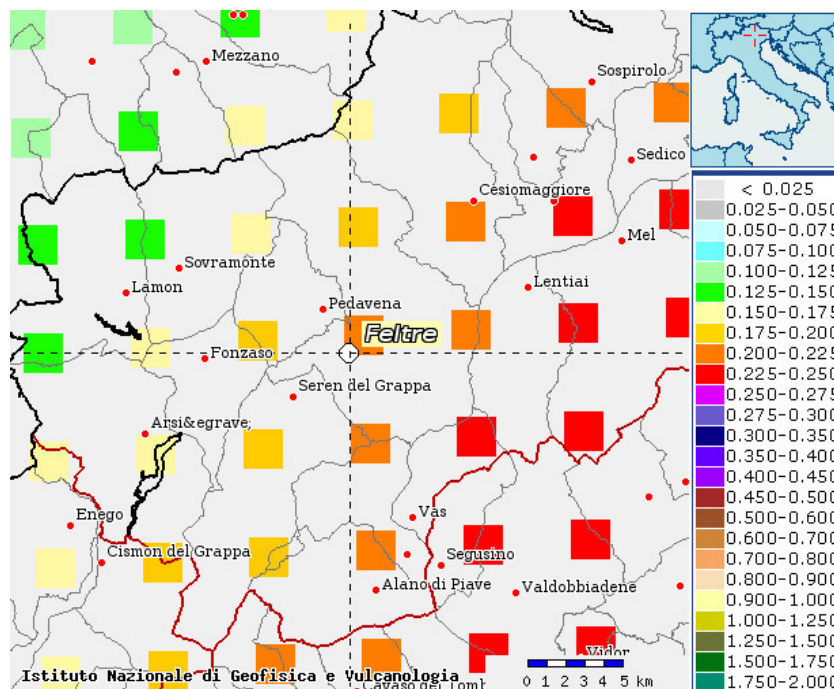 Mezzano
Sospirolo
Sedico
Cesiomaggiore
Mel
Sovramonte
Lamon
Lentiai
Pedavena
Feltre
Fonzaso
Seren del Grappa
Arsi&egrave;
Enego
Vas
Cismon del Grappa
Segusino
Alano di Piave
Valdobbiadene
Vidor
Istituto Nazionale di Geofisica e Vulcanologia
Cavaso del Tomb
0 1 2 3 4 5 km
< 0.025
0.025-0.050
0.050-0.075
0.075-0.100
0.100-0.125
0.125-0.150
0.150-0.175
0.175-0.200
0.200-0.225
0.225-0.250
0.250-0.275
0.275-0.300
0.300-0.350
0.350-0.400
0.400-0.450
0.450-0.500
0.500-0.600
0.600-0.700
0.700-0.800
0.800-0.900
0.900-1.000
1.000-1.250
1.250-1.500
1.500-1.750
1.750-2.000